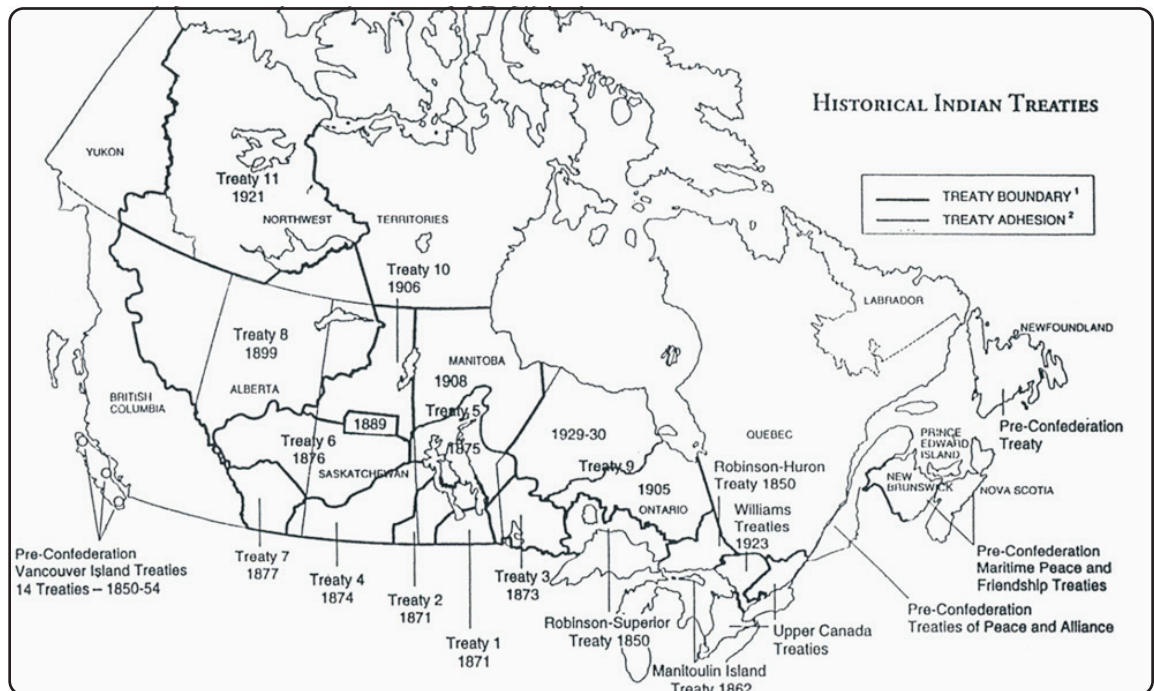 HISTORICAL INDIAN TREATIES
TREATY BOUNDARY 1
TREATY ADHESION 2
YUKON
Treaty 11
1921
NORTHWEST
TERRITORIES
Treaty 10
1906
LABRADOR
NEWFOUNDLAND
Treaty 8
1899
MANITOBA
1908
ALBERTA
BRITISH
COLUMBIA
Treaty 5
1875
1889
Pre-Confederation
Treaty
Treaty 6
1876
SASKATCHEWAN
1929-30
QUEBEC
PRINCE
EDWARD
ISLAND
Treaty 9
1905
ONTARIO
Robinson-Huron
Treaty 1850
NEW
BRUNSWICK
NOVA SCOTIA
Williams
Treaties
1923
Pre-Confederation
Vancouver Island Treaties
14 Treaties – 1850-54
Treaty 7
1877
Treaty 4
1874
Treaty 2
1871
Treaty 1
1871
Treaty 3
1873
Robinson-Superior
Treaty 1850
Manitoulin Island
Treaty 1862
Upper Canada
Treaties
Pre-Confederation
Maritime Peace and
Friendship Treaties
Pre-Confederation
Treaties of Peace and Alliance